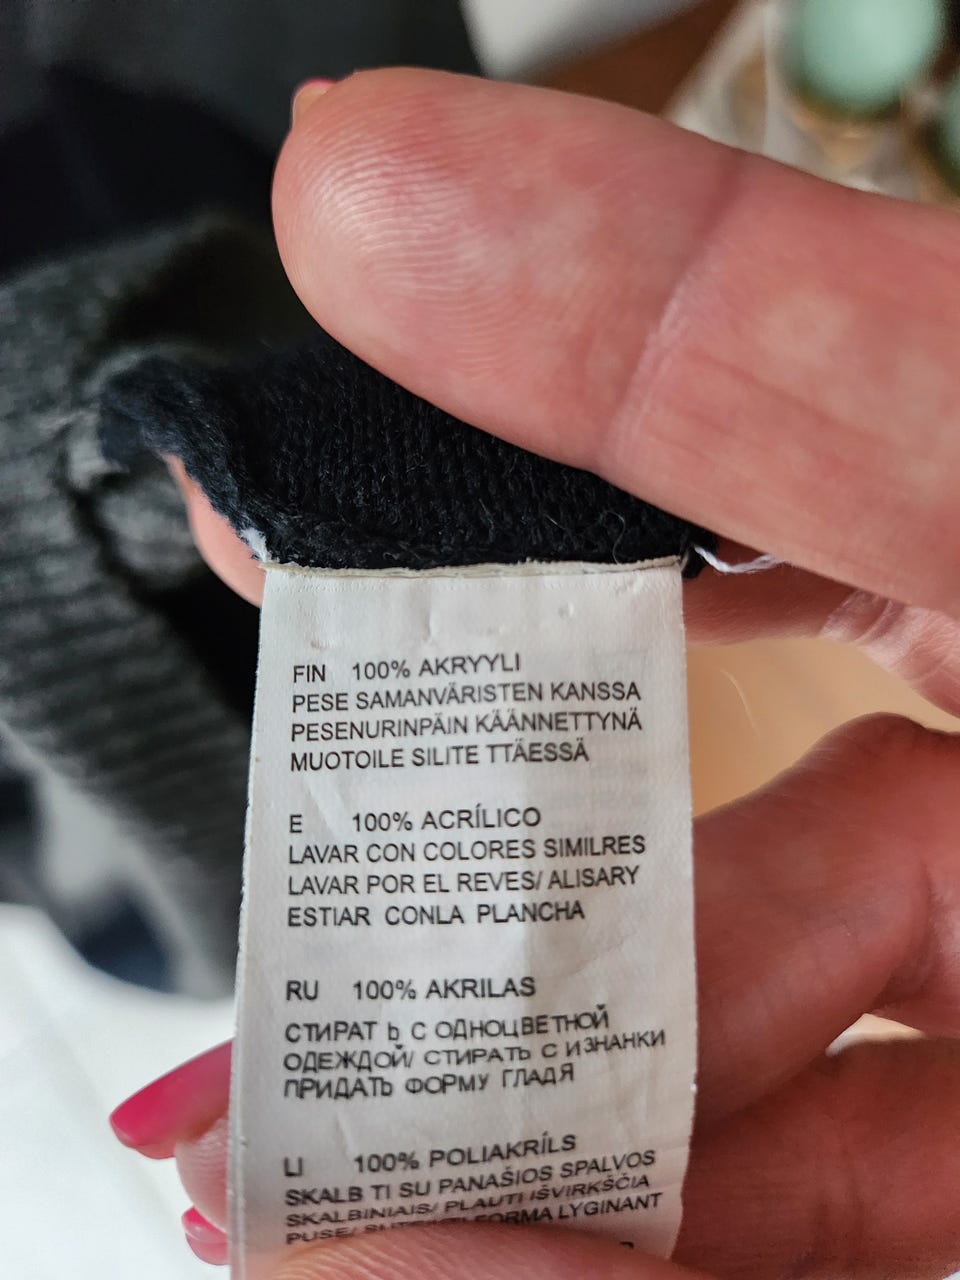 FIN 100% AKRYYLI
PESE SAMANVÄRISTEN KANSSA
PESENURINPÄIN KÄÄNNETTYNÄ
MUOTOILE SILITE TTÄESSÄ
E 100% ACRÍLICO
LAVAR CON COLORES SIMILRES
LAVAR POR EL REVES/ ALISARY
ESTIAR CONLA PLANCHA
RU 100% AKRILAS
СТИРАТ b С ОДНОЦВЕТНОЙ
ОДЕЖДОЙ/ СТИРАТЬ С ИЗНАНКИ
ПРИДАТЬ ФОРМУ ГЛАДЯ
LI 100% POLIAKRÍLS
SKALB TI SU PANAŠIOS SPALVOS
SKALBINIAIS/ PLAUTI IŠVIRKŠČIA
PUSE/ FORMA LYGINANT